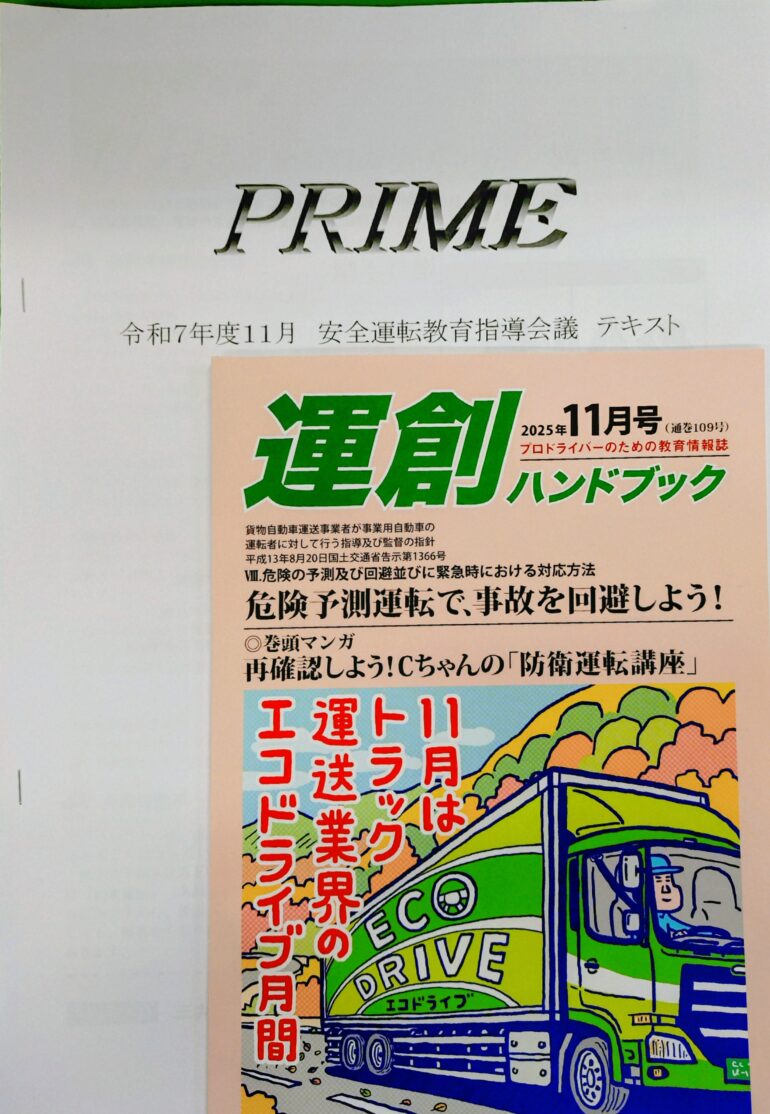 PRIME
令和7年度11月 安全運転教育指導会議 テキスト
運創
2025年11月号(通巻109号)
プロドライバーのための教育情報誌
ハンドブック
貨物自動車運送事業者が事業用自動車の
運転者に対して行う指導及び監督の指針
平成13年8月20日国土交通省告示第1366号
Ⅷ.危険の予測及び回避並びに緊急時における対応方法
危険予測運転で、事故を回避しよう!
◎巻頭マンガ
再確認しよう!Cちゃんの「防衛運転講座」
11月は
トラック
運送業界の
エコドライブ月間
ECO
DRIVE
エコドライブ